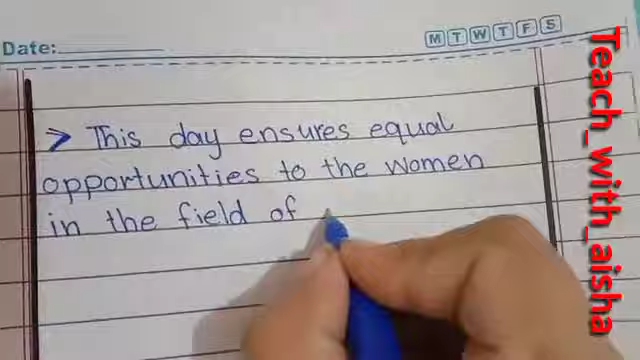 Date:
M T W T F S
> This day ensures equal
opportunities to the women
in the field of
Teach_with_aisha